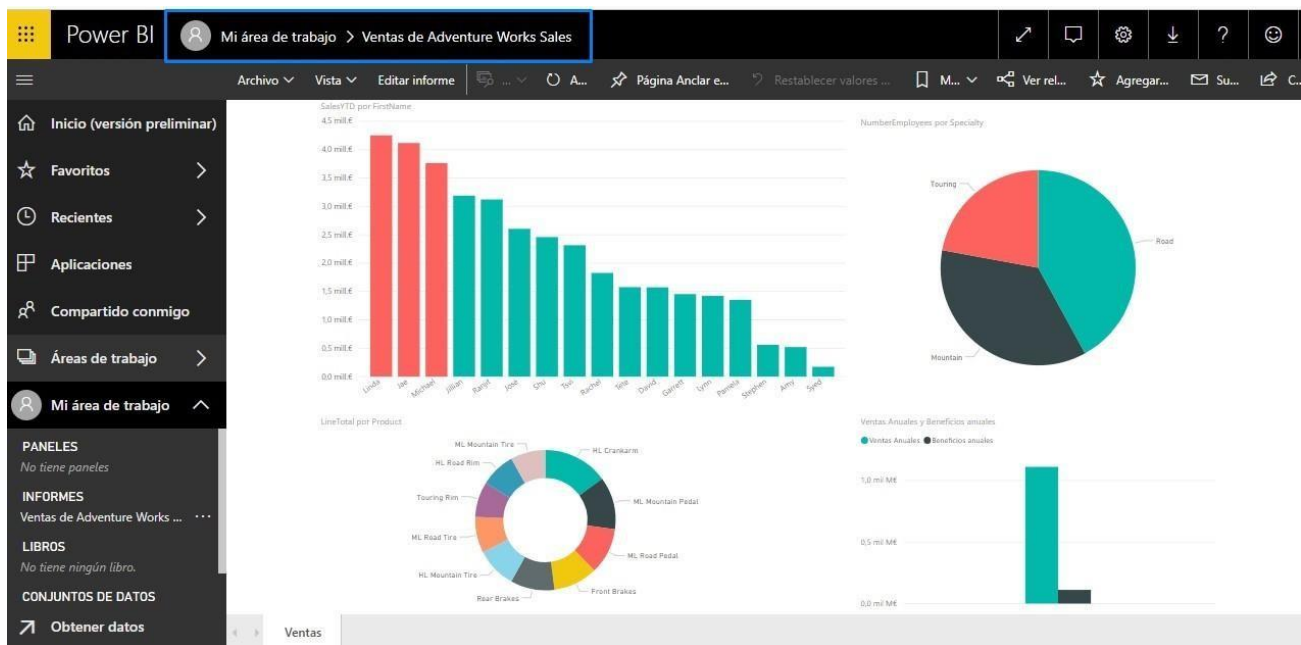 Power BI
Mi área de trabajo > Ventas de Adventure Works Sales
?
Archivo
Vista
Editar informe
...
A...
Página Anclar e...
Restablecer valores ...
M...
Ver rel...
Agregar...
Su...
C...
Inicio (versión preliminar)
Favoritos
Recientes
Aplicaciones
Compartido conmigo
Áreas de trabajo
Mi área de trabajo
PANELES
No tiene paneles
INFORMES
Ventas de Adventure Works ... ...
LIBROS
No tiene ningún libro.
CONJUNTOS DE DATOS
Obtener datos
SalesYTD por FirstName
4,5 mill.€
4,0 mill.€
3,5 mill.€
3,0 mill.€
2,5 mill.€
2,0 mill.€
1,5 mill.€
1,0 mill.€
0,5 mill.€
0,0 mill.€
Linda
Jae
Michael
Jillian
Ranjit
José
Shu
Tsvi
Rachel
Tete
David
Garrett
Lynn
Pamela
Stephen
Amy
Syed
NumberEmployees por Specialty
Touring
Road
Mountain
LineTotal por Product
ML Mountain Tire
HL Crankarm
HL Road Rim
ML Mountain Pedal
Touring Rim
ML Road Tire
ML Road Pedal
HL Mountain Tire
Front Brakes
Rear Brakes
Ventas Anuales y Beneficios anuales
Ventas Anuales
Beneficios anuales
1,0 mil M€
0,5 mil M€
0,0 mil M€
Ventas